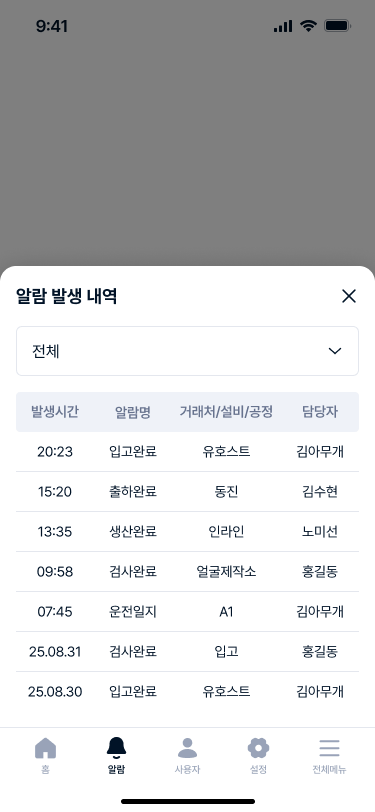 9:41
알람 발생 내역
전체
발생시간 알람명 거래처/설비/공정 담당자
20:23 입고완료 유호스트 김아무개
15:20 출하완료 동진 김수현
13:35 생산완료 인라인 노미선
09:58 검사완료 얼굴제작소 홍길동
07:45 운전일지 A1 김아무개
25.08.31 검사완료 입고 홍길동
25.08.30 입고완료 유호스트 김아무개
홈 알람 사용자 설정 전체메뉴